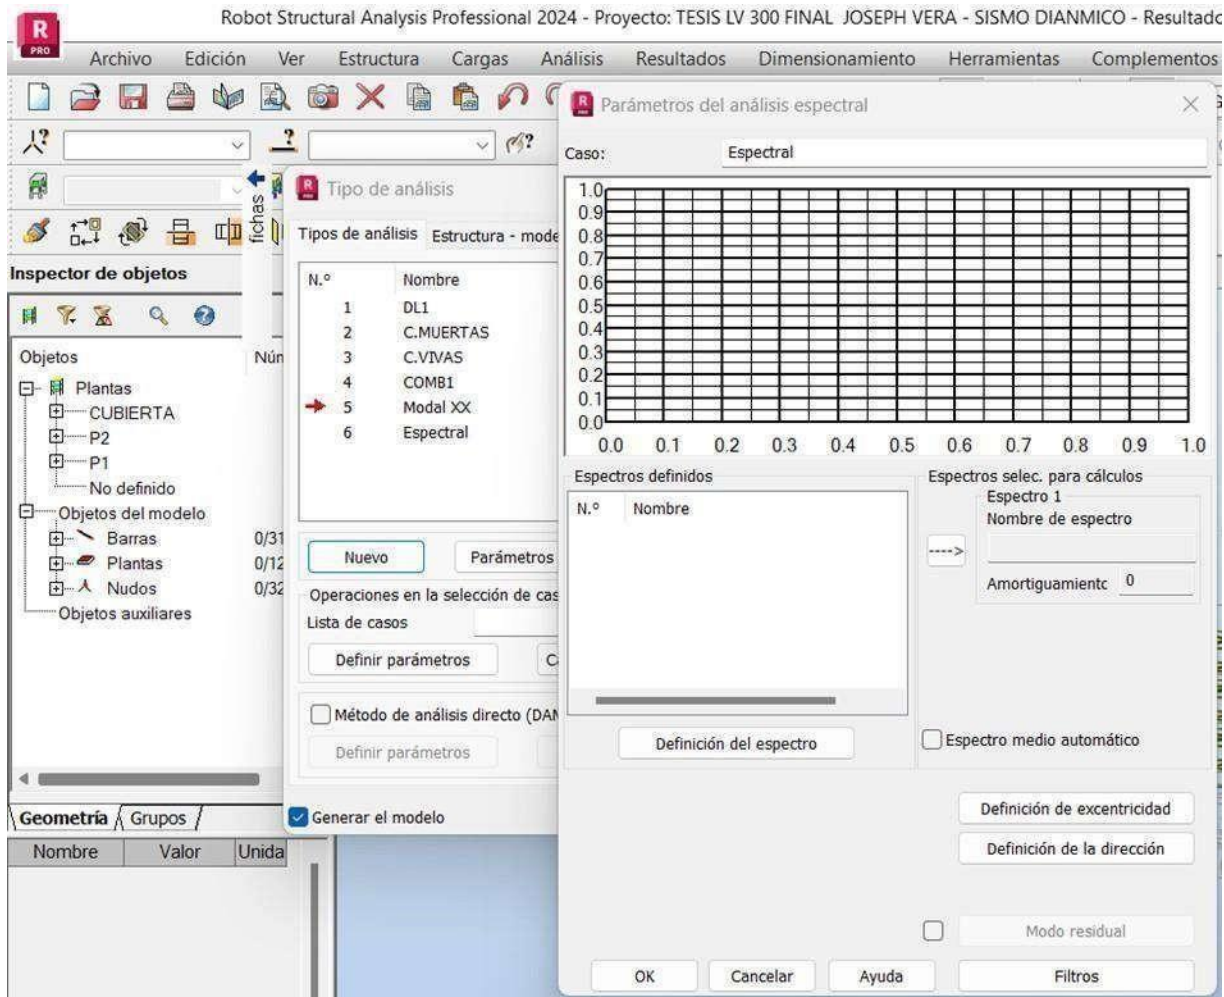 Robot Structural Analysis Professional 2024 - Proyecto: TESIS LV 300 FINAL JOSEPH VERA - SISMO DIANMICO - Resultado
R
PRO
Archivo Edición Ver Estructura Cargas Análisis Resultados Dimensionamiento Herramientas Complementos
fichas
Inspector de objetos
Objetos Núm
Plantas
CUBIERTA
P2
P1
No definido
Objetos del modelo
Barras 0/31
Plantas 0/12
Nudos 0/32
Objetos auxiliares
Geometría Grupos
Nombre Valor Unida
Tipo de análisis
Tipos de análisis Estructura - mode
N.º Nombre
1 DL1
2 C.MUERTAS
3 C.VIVAS
4 COMB1
5 Modal XX
6 Espectral
Nuevo Parámetros
Operaciones en la selección de cas
Lista de casos
Definir parámetros C
Método de análisis directo (DAM
Definir parámetros
Generar el modelo
Parámetros del análisis espectral
Caso: Espectral
1.0
0.9
0.8
0.7
0.6
0.5
0.4
0.3
0.2
0.1
0.0
0.0 0.1 0.2 0.3 0.4 0.5 0.6 0.7 0.8 0.9 1.0
Espectros definidos
N.º Nombre
Definición del espectro
Espectros selec. para cálculos
Espectro 1
Nombre de espectro
---->
Amortiguamientc 0
Espectro medio automático
Definición de excentricidad
Definición de la dirección
Modo residual
OK Cancelar Ayuda Filtros